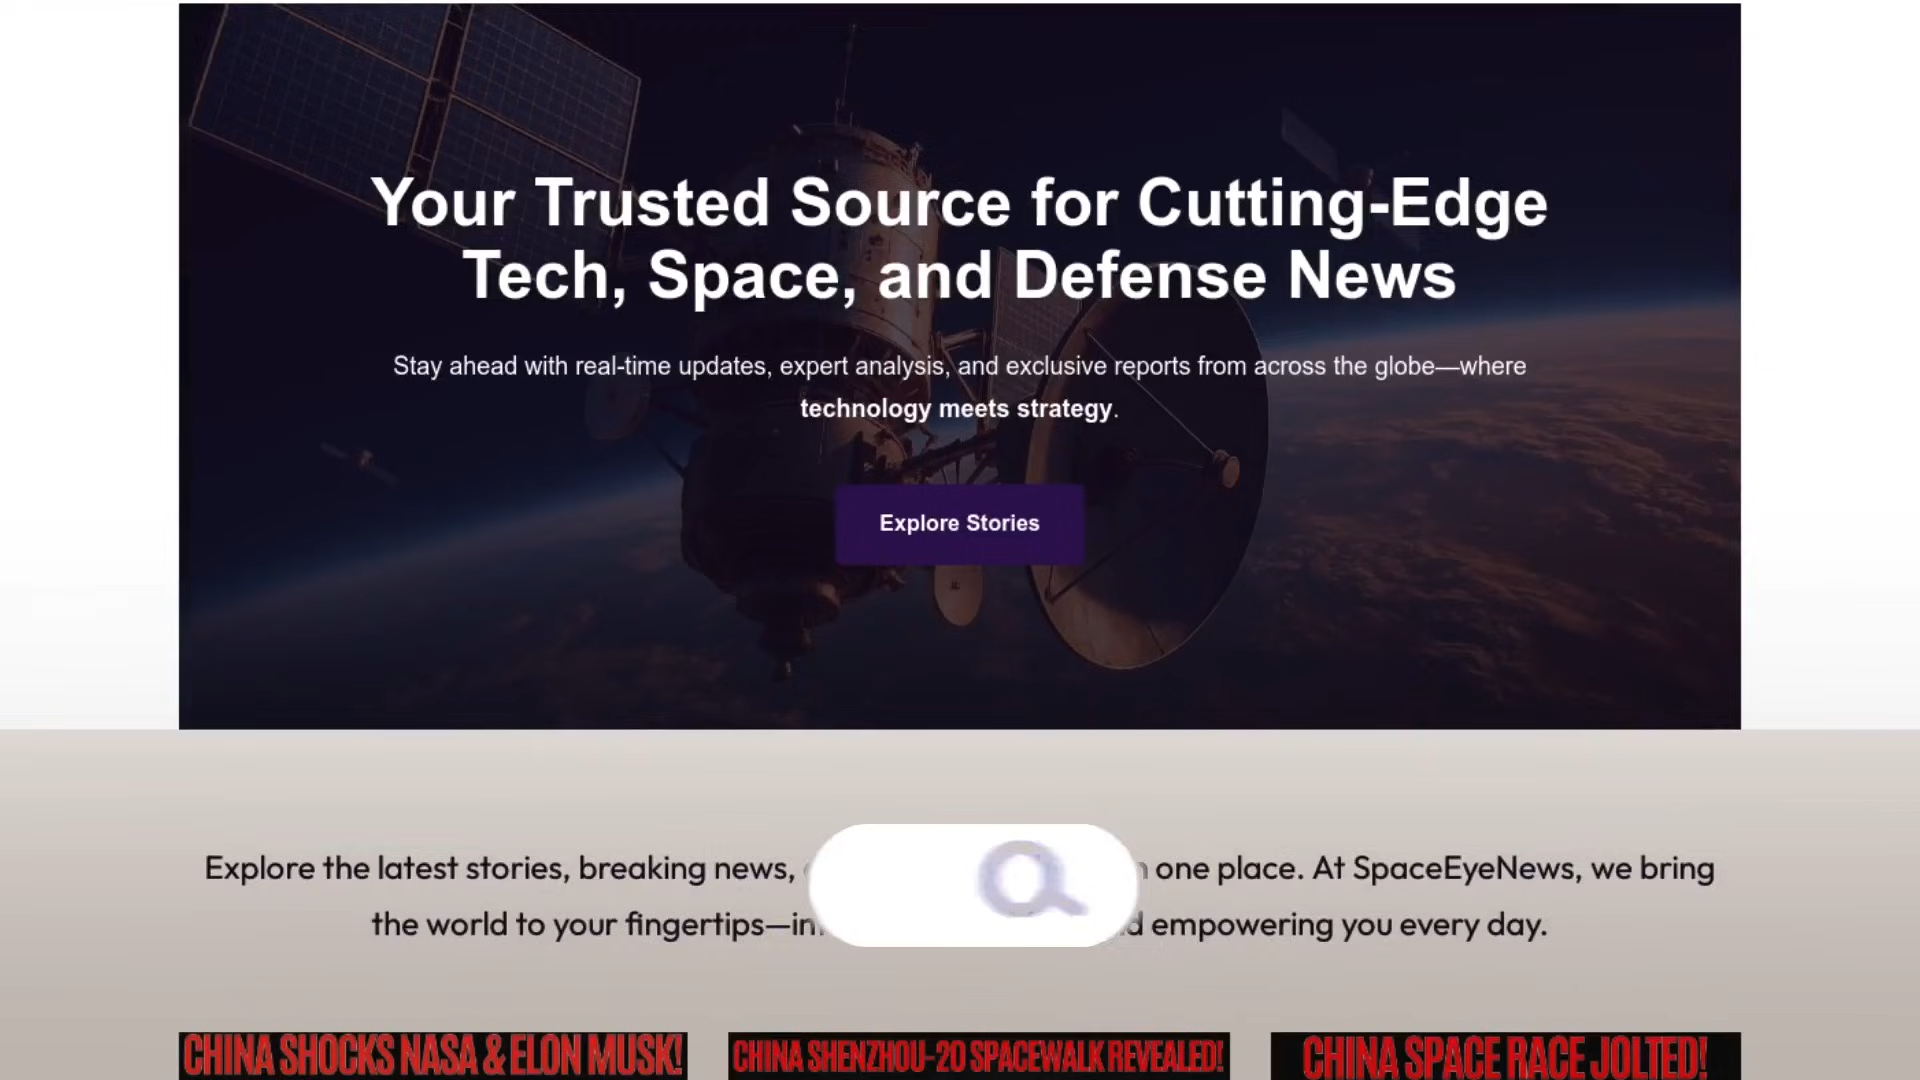 Your Trusted Source for Cutting-Edge
Tech, Space, and Defense News
Stay ahead with real-time updates, expert analysis, and exclusive reports from across the globe—where
technology meets strategy.
Explore Stories
Explore the latest stories, breaking news, one place. At SpaceEyeNews, we bring
the world to your fingertips— empowering you every day.
CHINA SHOCKS NASA & ELON MUSK!
CHINA SHENZHOU-20 SPACEWALK REVEALED!
CHINA SPACE RACE JOLTED!